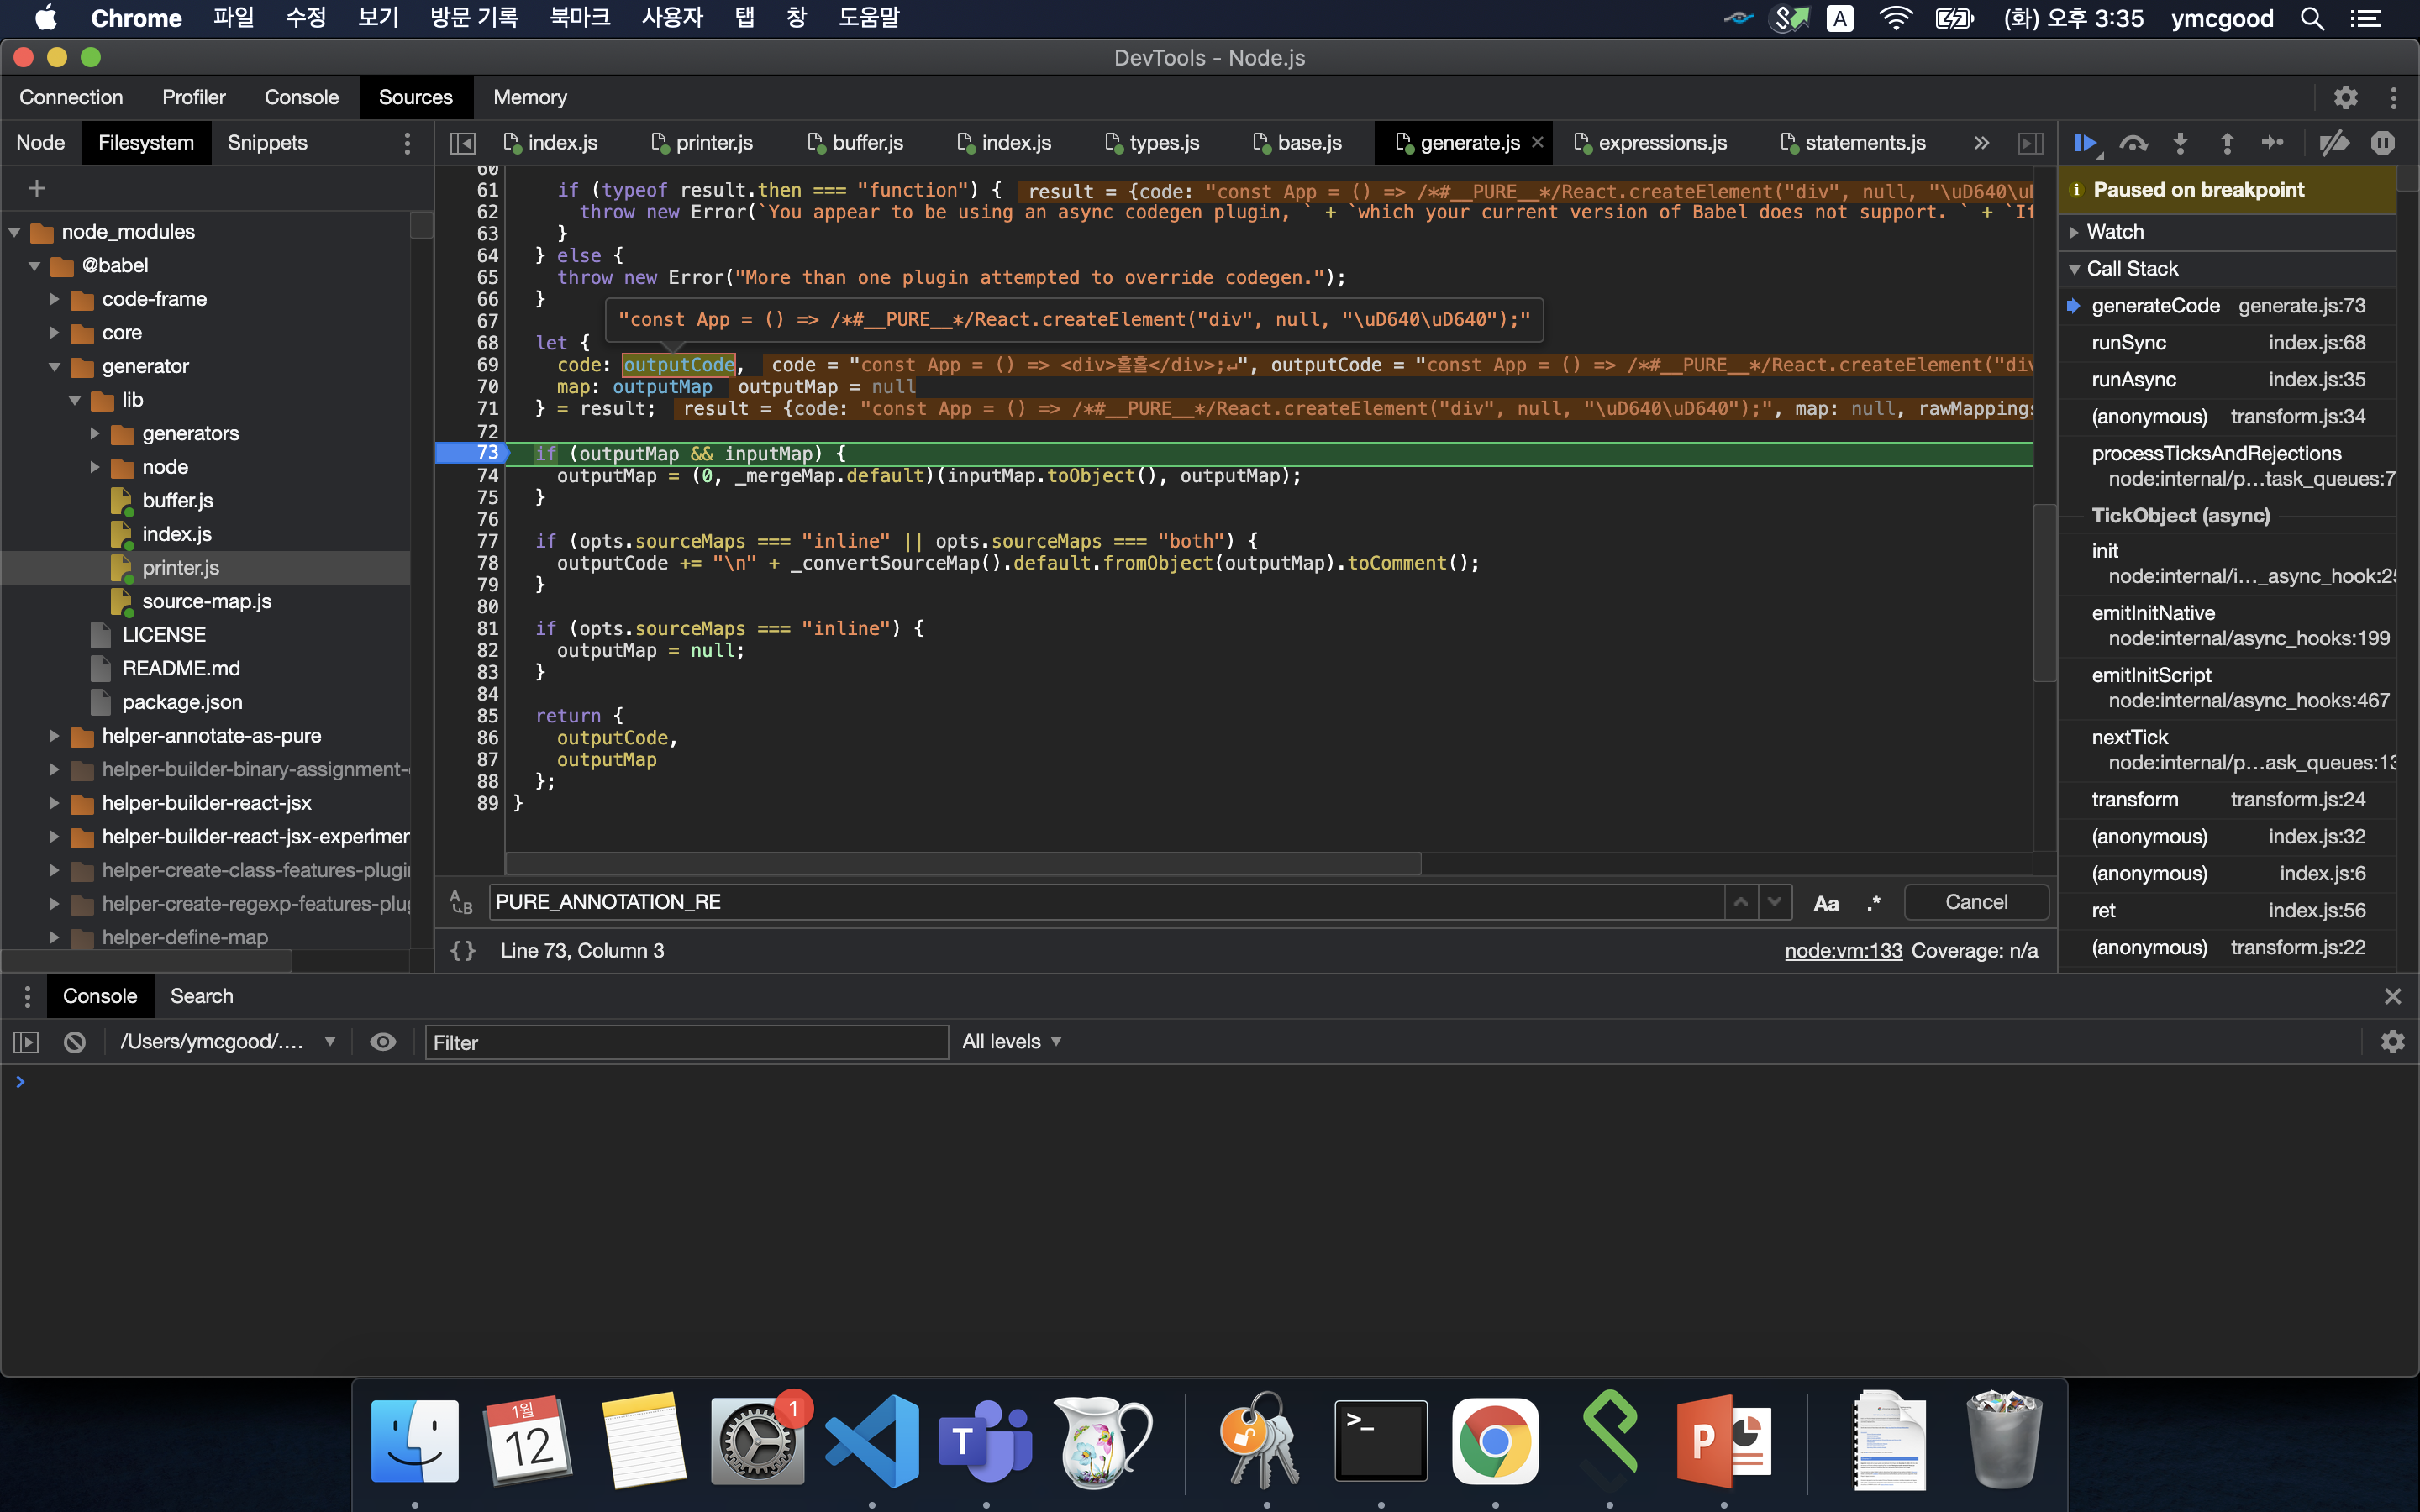 Chrome 파일 수정 보기 방문 기록 북마크 사용자 탭 창 도움말 A (화) 오후 3:35 ymcgood
DevTools - Node.js
Connection Profiler Console Sources Memory
Node Filesystem Snippets
index.js printer.js buffer.js index.js types.js base.js generate.js × expressions.js statements.js »
node_modules
@babel
code-frame
core
generator
lib
generators
node
buffer.js
index.js
printer.js
source-map.js
LICENSE
README.md
package.json
helper-annotate-as-pure
helper-builder-binary-assignment-
helper-builder-react-jsx
helper-builder-react-jsx-experimer
helper-create-class-features-plugi
helper-create-regexp-features-plug
helper-define-map
60
61 if (typeof result.then === "function") { result = {code: "const App = () => /*#__PURE__*/React.createElement("div", null, "\uD640\uD
62 throw new Error(`You appear to be using an async codegen plugin, ` + `which your current version of Babel does not support. ` + `If
63 }
64 } else {
65 throw new Error("More than one plugin attempted to override codegen.");
66 }
67
"const App = () => /*#__PURE__*/React.createElement("div", null, "\uD640\uD640");"
68 let {
69 code: outputCode, code = "const App = () => <div>홀홀</div>;↵", outputCode = "const App = () => /*#__PURE__*/React.createElement("div
70 map: outputMap outputMap = null
71 } = result; result = {code: "const App = () => /*#__PURE__*/React.createElement("div", null, "\uD640\uD640");", map: null, rawMappings
72
73 if (outputMap && inputMap) {
74 outputMap = (0, _mergeMap.default)(inputMap.toObject(), outputMap);
75 }
76
77 if (opts.sourceMaps === "inline" || opts.sourceMaps === "both") {
78 outputCode += "\n" + _convertSourceMap().default.fromObject(outputMap).toComment();
79 }
80
81 if (opts.sourceMaps === "inline") {
82 outputMap = null;
83 }
84
85 return {
86 outputCode,
87 outputMap
88 };
89 }
PURE_ANNOTATION_RE Aa .* Cancel
{} Line 73, Column 3 node:vm:133 Coverage: n/a
Paused on breakpoint
Watch
Call Stack
generateCode generate.js:73
runSync index.js:68
runAsync index.js:35
(anonymous) transform.js:34
processTicksAndRejections
node:internal/p…task_queues:7
TickObject (async)
init
node:internal/i…_async_hook:25
emitInitNative
node:internal/async_hooks:199
emitInitScript
node:internal/async_hooks:467
nextTick
node:internal/p…ask_queues:13
transform transform.js:24
(anonymous) index.js:32
(anonymous) index.js:6
ret index.js:56
(anonymous) transform.js:22
Console Search
/Users/ymcgood/.... Filter All levels
1월
12
1
T
>_
P